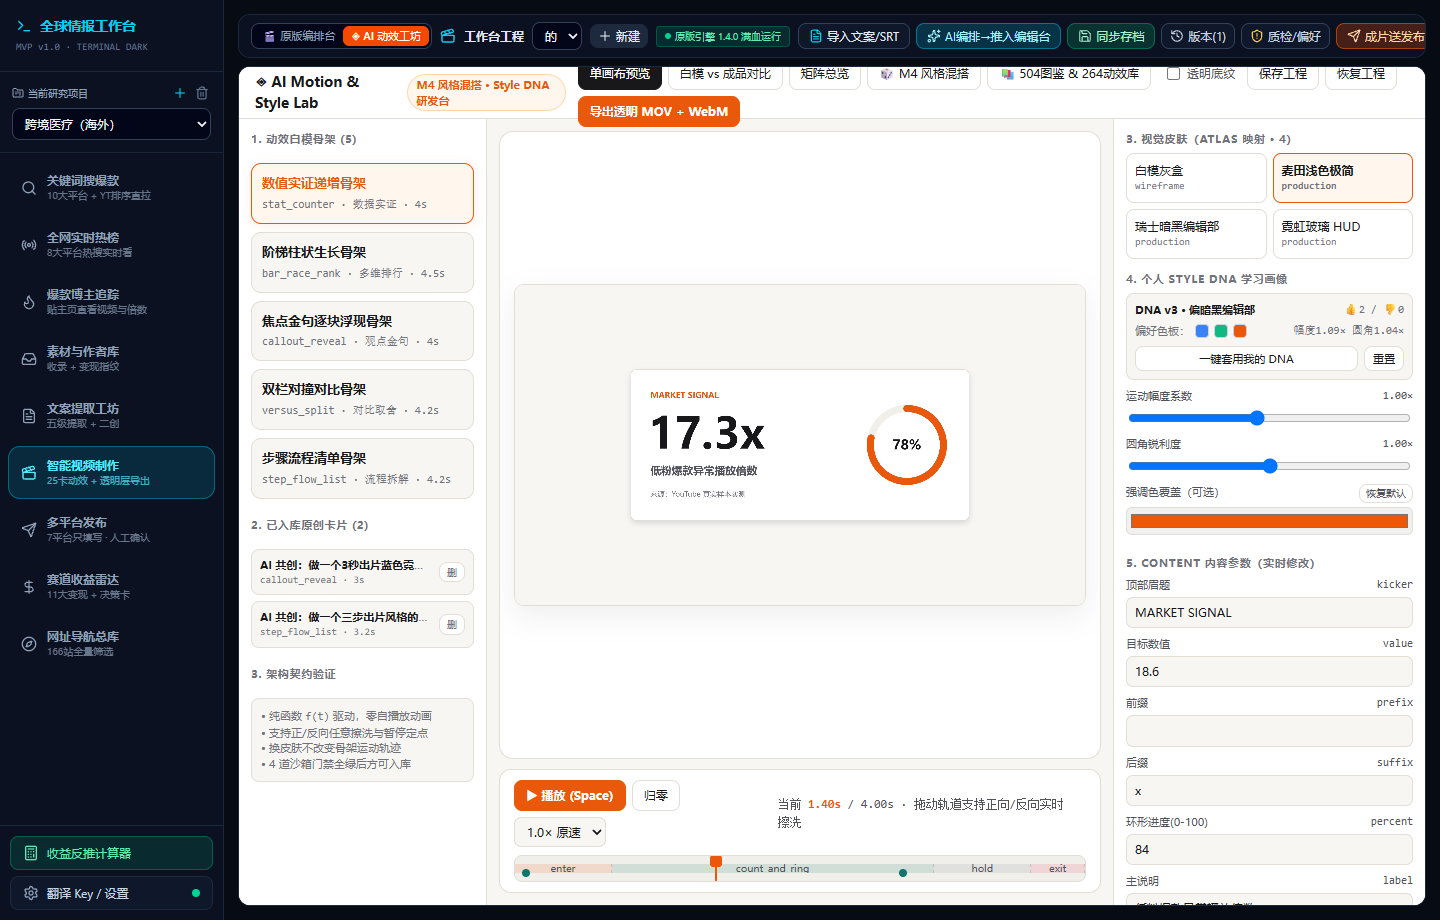 全球情报工作台
MVP v1.0 · TERMINAL DARK
当前研究项目
跨境医疗（海外）
关键词搜爆款
10大平台 + YT排序直拉
全网实时热榜
8大平台热搜实时看
爆款博主追踪
贴主页查看视频与倍数
素材与作者库
收录 + 变现指纹
文案提取工坊
五级提取 + 二创
智能视频制作
25卡动效 + 透明层导出
多平台发布
7平台只填写 · 人工确认
赛道收益雷达
11大变现 + 决策卡
网址导航总库
166站全量筛选
收益反推计算器
翻译 Key / 设置
原版编排台
◈ AI 动效工坊
工作台工程
的
新建
原版引擎 1.4.0 满血运行
导入文案/SRT
AI编排→推入编辑台
同步存档
版本(1)
质检/偏好
成片送发布
◈ AI Motion & Style Lab
M4 风格混搭 • Style DNA 研发台
单画布预览
白模 vs 成品对比
矩阵总览
M4 风格混搭
504图鉴 & 264动效库
透明底纹
保存工程
恢复工程
导出透明 MOV + WebM
1. 动效白模骨架 (5)
数值实证递增骨架
stat_counter · 数据实证 · 4s
阶梯柱状生长骨架
bar_race_rank · 多维排行 · 4.5s
焦点金句逐块浮现骨架
callout_reveal · 观点金句 · 4s
双栏对撞对比骨架
versus_split · 对比取舍 · 4.2s
步骤流程清单骨架
step_flow_list · 流程拆解 · 4.2s
2. 已入库原创卡片 (2)
AI 共创：做一个3秒出片蓝色霓...
callout_reveal · 3s
删
AI 共创：做一个三步出片风格的...
step_flow_list · 3.2s
删
3. 架构契约验证
• 纯函数 f(t) 驱动，零自播放动画
• 支持正/反向任意擦洗与暂停定点
• 换皮肤不改变骨架运动轨迹
• 4 道沙箱门禁全绿后方可入库
MARKET SIGNAL
17.3x
低粉爆款异常播放倍数
来源：YouTube 真实样本实测
78%
▶ 播放 (Space)
归零
1.0× 原速
当前 1.40s / 4.00s · 拖动轨道支持正向/反向实时
擦洗
enter
count and ring
hold
exit
3. 视觉皮肤 (ATLAS 映射 • 4)
白模灰盒
wireframe
麦田浅色极简
production
瑞士暗黑编辑部
production
霓虹玻璃 HUD
production
4. 个人 STYLE DNA 学习画像
DNA v3 • 偏暗黑编辑部
👍2 / 👎0
偏好色板：
幅度1.09× 圆角1.04×
一键套用我的 DNA
重置
运动幅度系数
1.00×
圆角锐利度
1.00×
强调色覆盖（可选）
恢复默认
5. CONTENT 内容参数（实时修改）
顶部眉题
kicker
MARKET SIGNAL
目标数值
value
18.6
前缀
prefix
后缀
suffix
x
环形进度(0-100)
percent
84
主说明
label